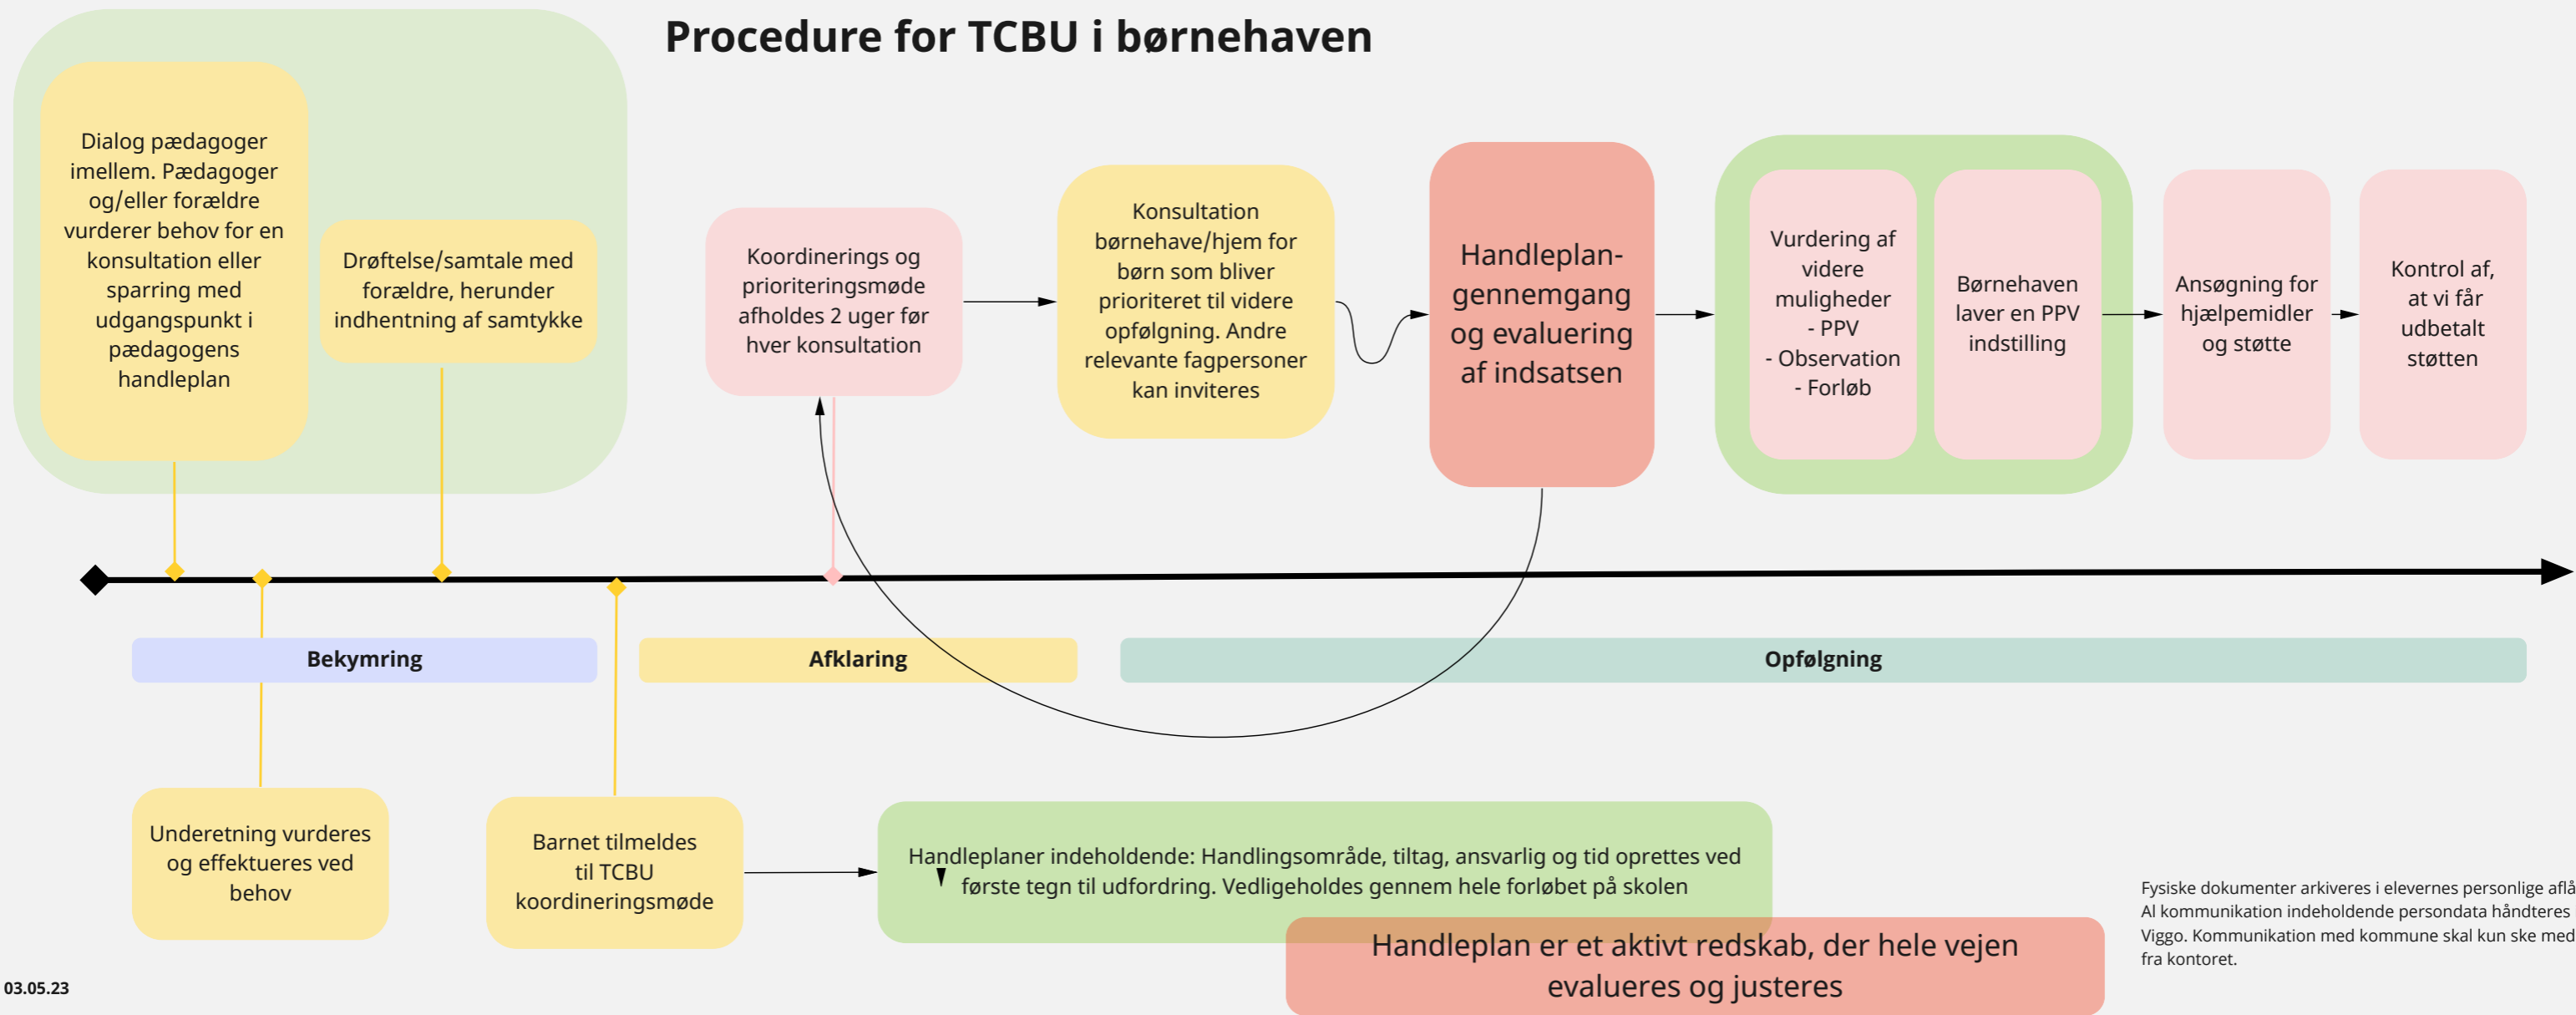 Procedure for TCBU i børnehaven
Dialog pædagoger
imellem. Pædagoger
og/eller forældre
vurderer behov for en
konsultation eller
sparring med
udgangspunkt i
pædagogens
handleplan
Drøftelse/samtale med
forældre, herunder
indhentning af samtykke
Koordinerings og
prioriteringsmøde
afholdes 2 uger før
hver konsultation
Konsultation
børnehave/hjem for
børn som bliver
prioriteret til videre
opfølgning. Andre
relevante fagpersoner
kan inviteres
Handleplan-
gennemgang
og evaluering
af indsatsen
Vurdering af
videre
muligheder
- PPV
- Observation
- Forløb
Børnehaven
laver en PPV
indstilling
Ansøgning for
hjælpemidler
og støtte
Kontrol af,
at vi får
udbetalt
støtten
Bekymring
Afklaring
Opfølgning
Underetning vurderes
og effektueres ved
behov
Barnet tilmeldes
til TCBU
koordineringsmøde
Handleplaner indeholdende: Handlingsområde, tiltag, ansvarlig og tid oprettes ved
første tegn til udfordring. Vedligeholdes gennem hele forløbet på skolen
Handleplan er et aktivt redskab, der hele vejen
evalueres og justeres
Fysiske dokumenter arkiveres i elevernes personlige
Al kommunikation indeholdende persondata håndteres
Viggo. Kommunikation med kommune skal kun ske med
fra kontoret.
03.05.23